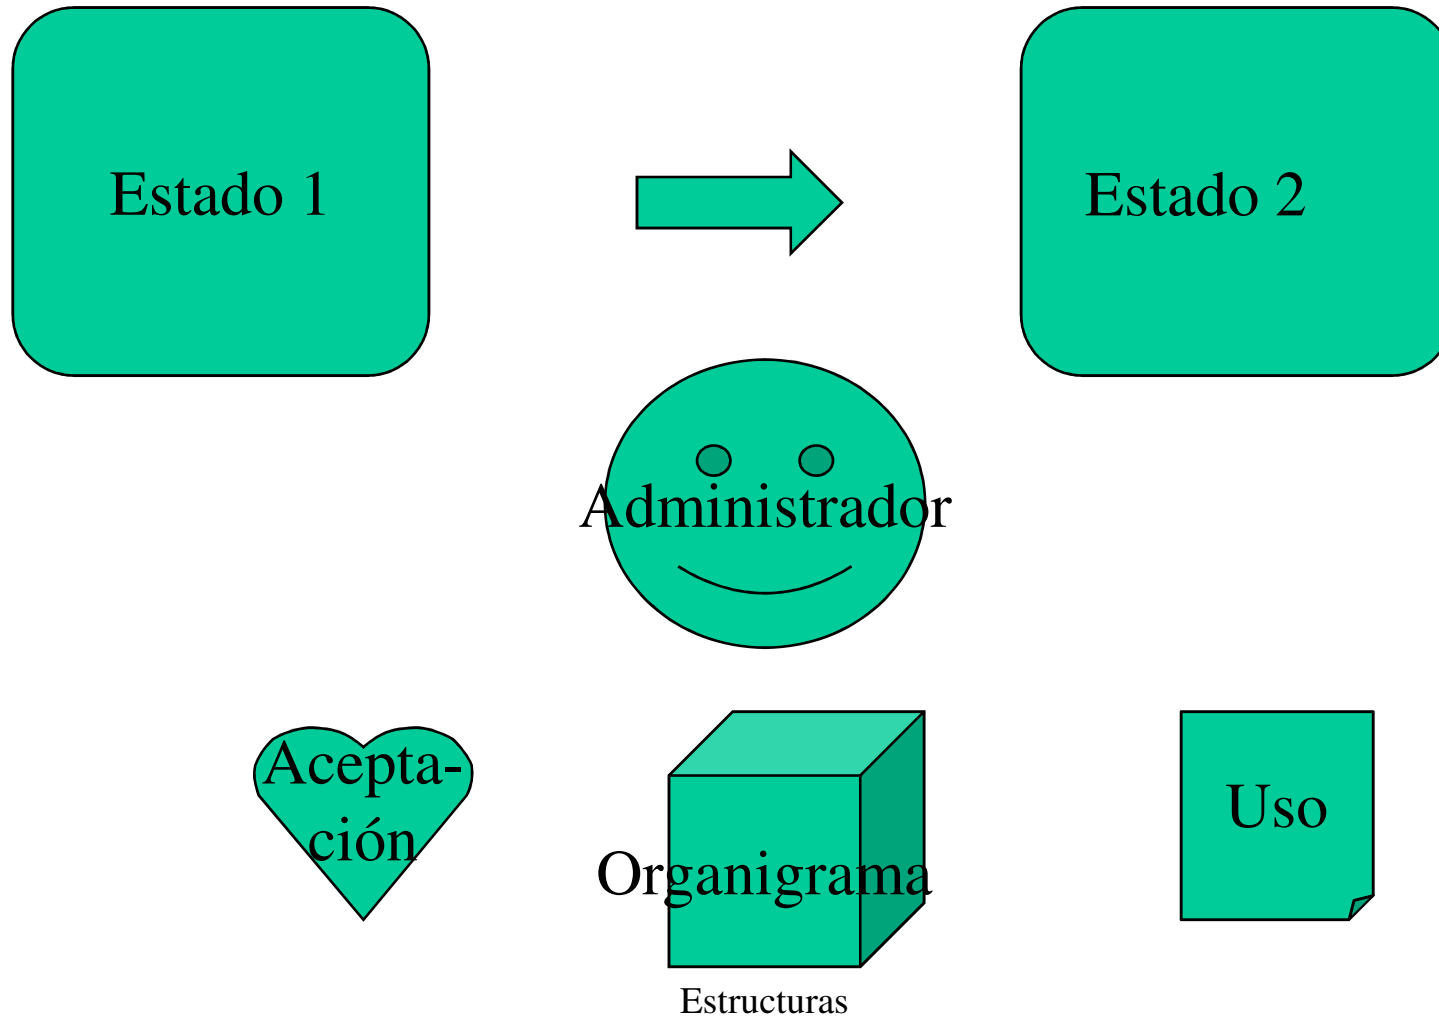 Estado 1
Estado 2
Administrador
Acepta-
ción
Organigrama
Uso
Estructuras